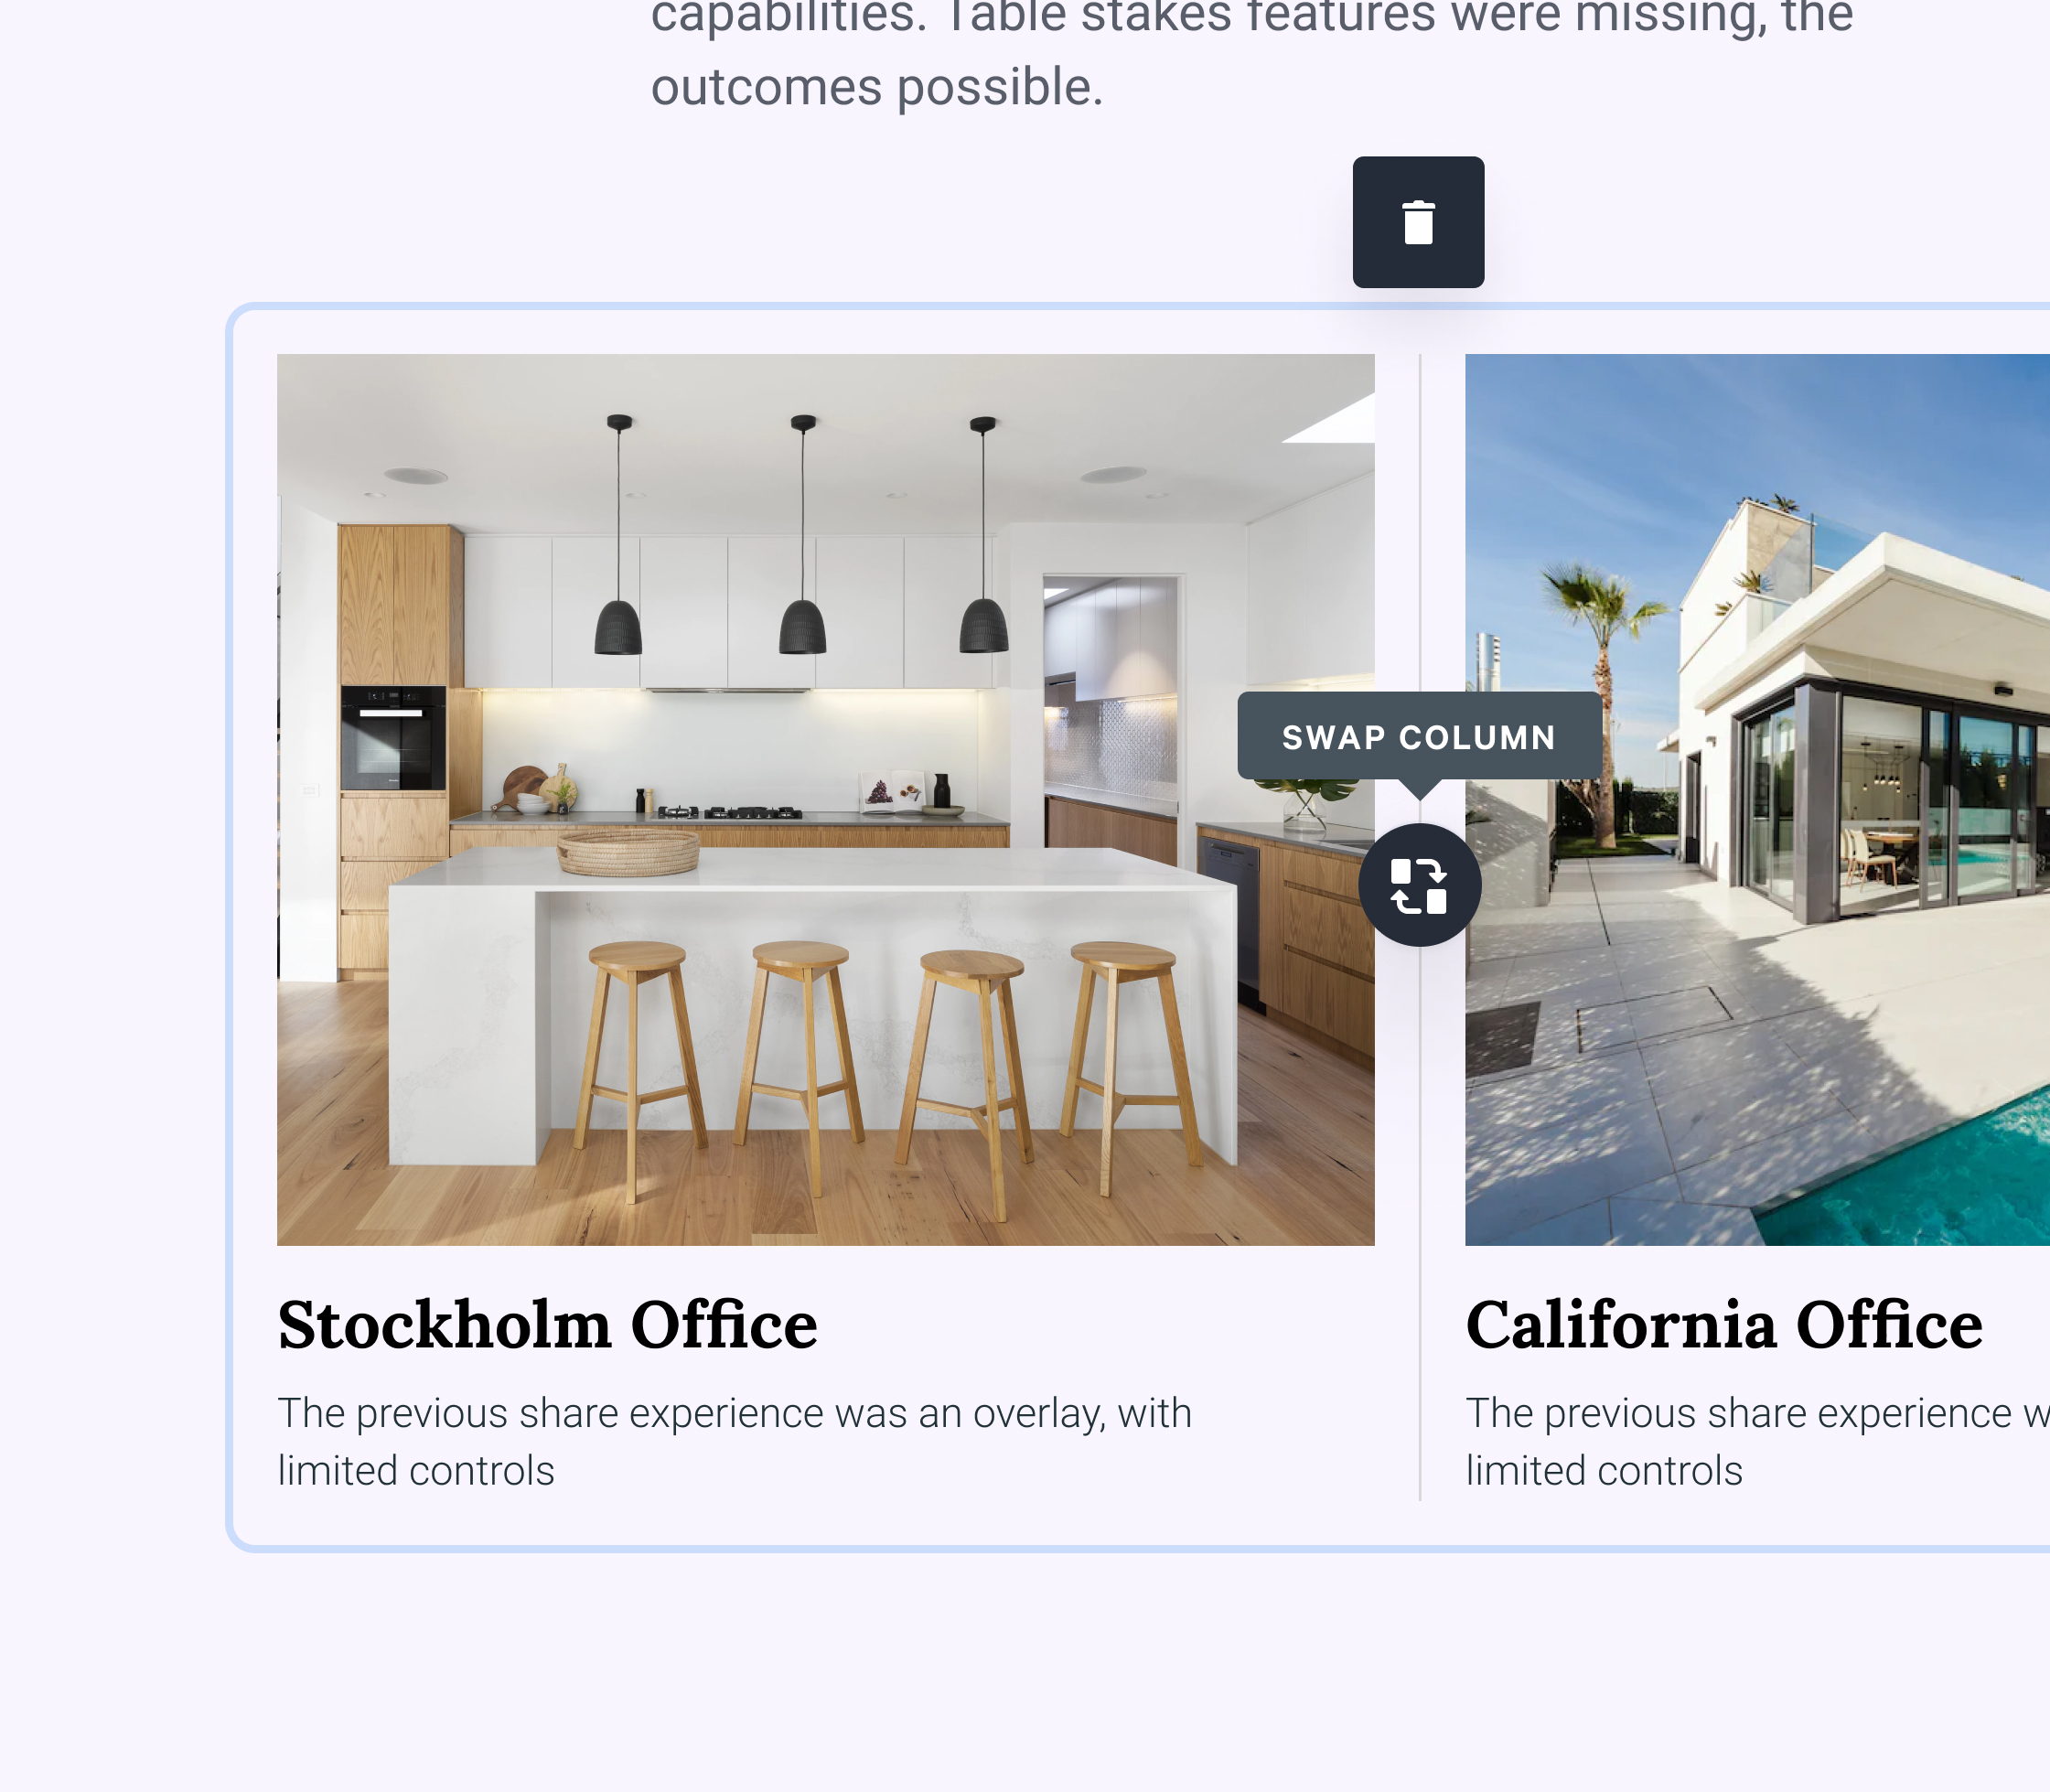 capabilities. Table stakes features were missing, the
outcomes possible.
SWAP COLUMN
Stockholm Office
The previous share experience was an overlay, with
limited controls
California Office
The previous share experience
limited controls